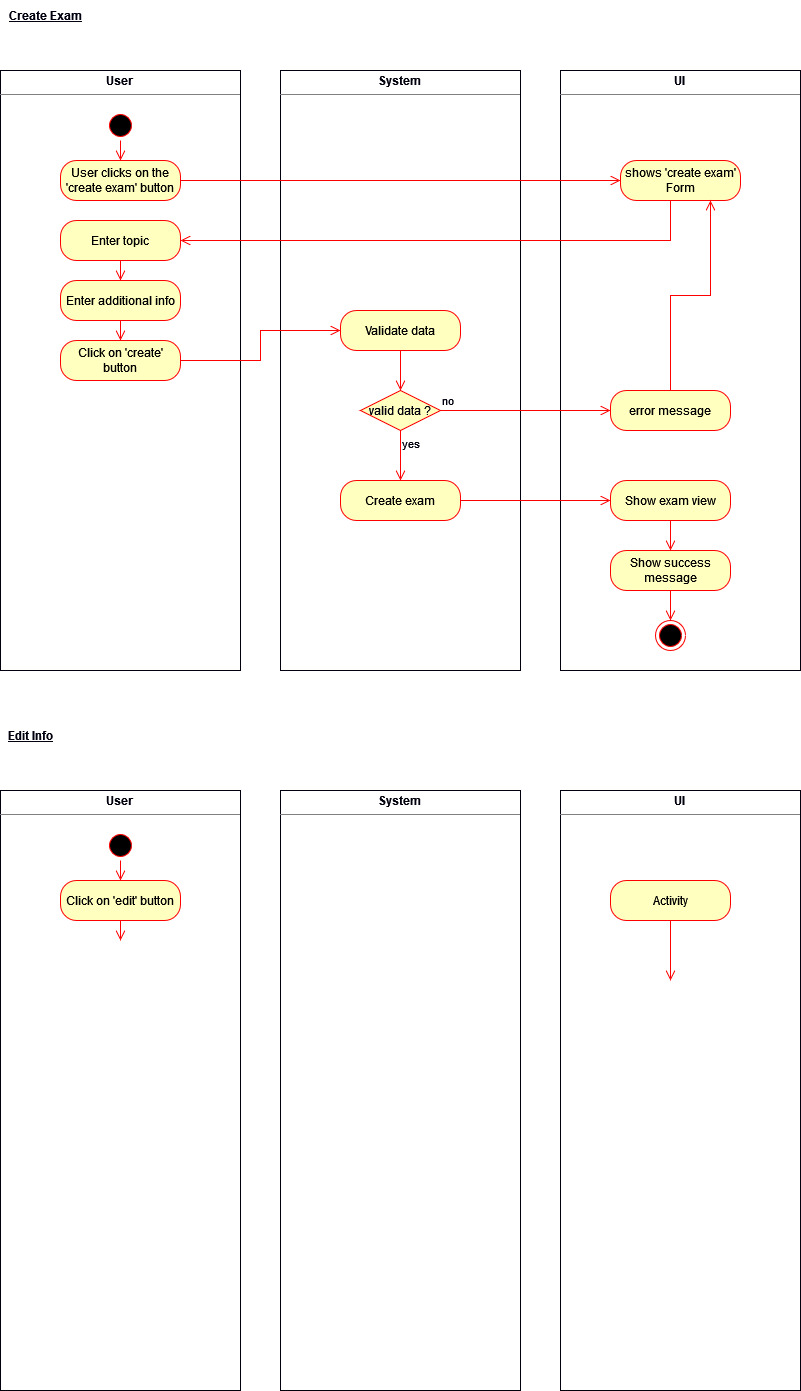 Create Exam
User
System
UI
User clicks on the
'create exam' button
shows 'create exam'
Form
Enter topic
Enter additional info
Click on 'create'
button
Validate data
valid data ?
no
error message
yes
Create exam
Show exam view
Show success
message
Edit Info
User
System
UI
Click on 'edit' button
Activity